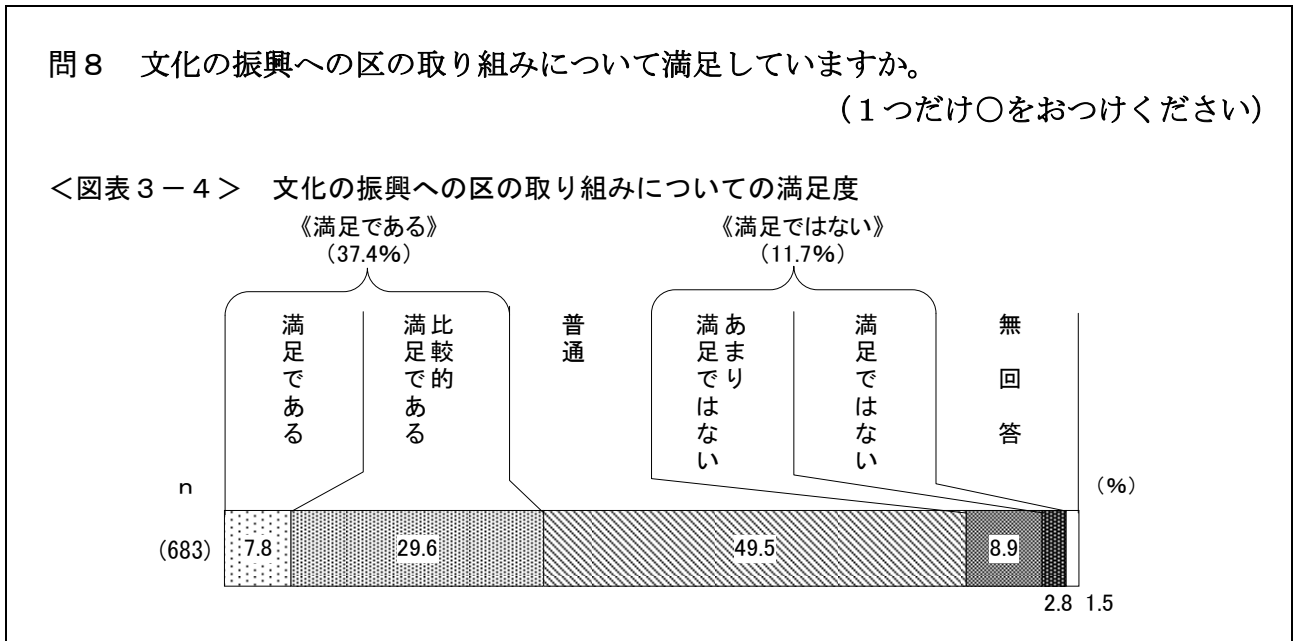 問８　文化の振興への区の取り組みについて満足していますか。
（１つだけ○をおつけください）
＜図表３－４＞　文化の振興への区の取り組みについての満足度
《満足である》
（37.4％）
《満足ではない》
（11.7％）
満足である
比較的
満足である
普通
あまり
満足ではない
満足ではない
無回答
ｎ
（％）
（683）
7.8
29.6
49.5
8.9
2.8
1.5